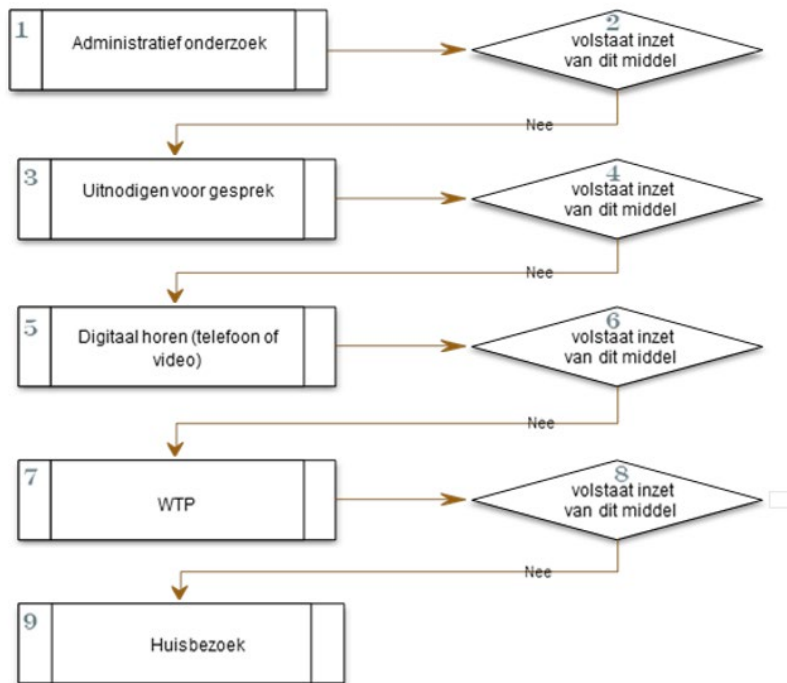 1
Administratief onderzoek
2
volstaat inzet
van dit middel
Nee
3
Uitnodigen voor gesprek
4
volstaat inzet
van dit middel
Nee
5
Digitaal horen (telefoon of
video)
6
volstaat inzet
van dit middel
Nee
7
WTP
8
volstaat inzet
van dit middel
Nee
9
Huisbezoek